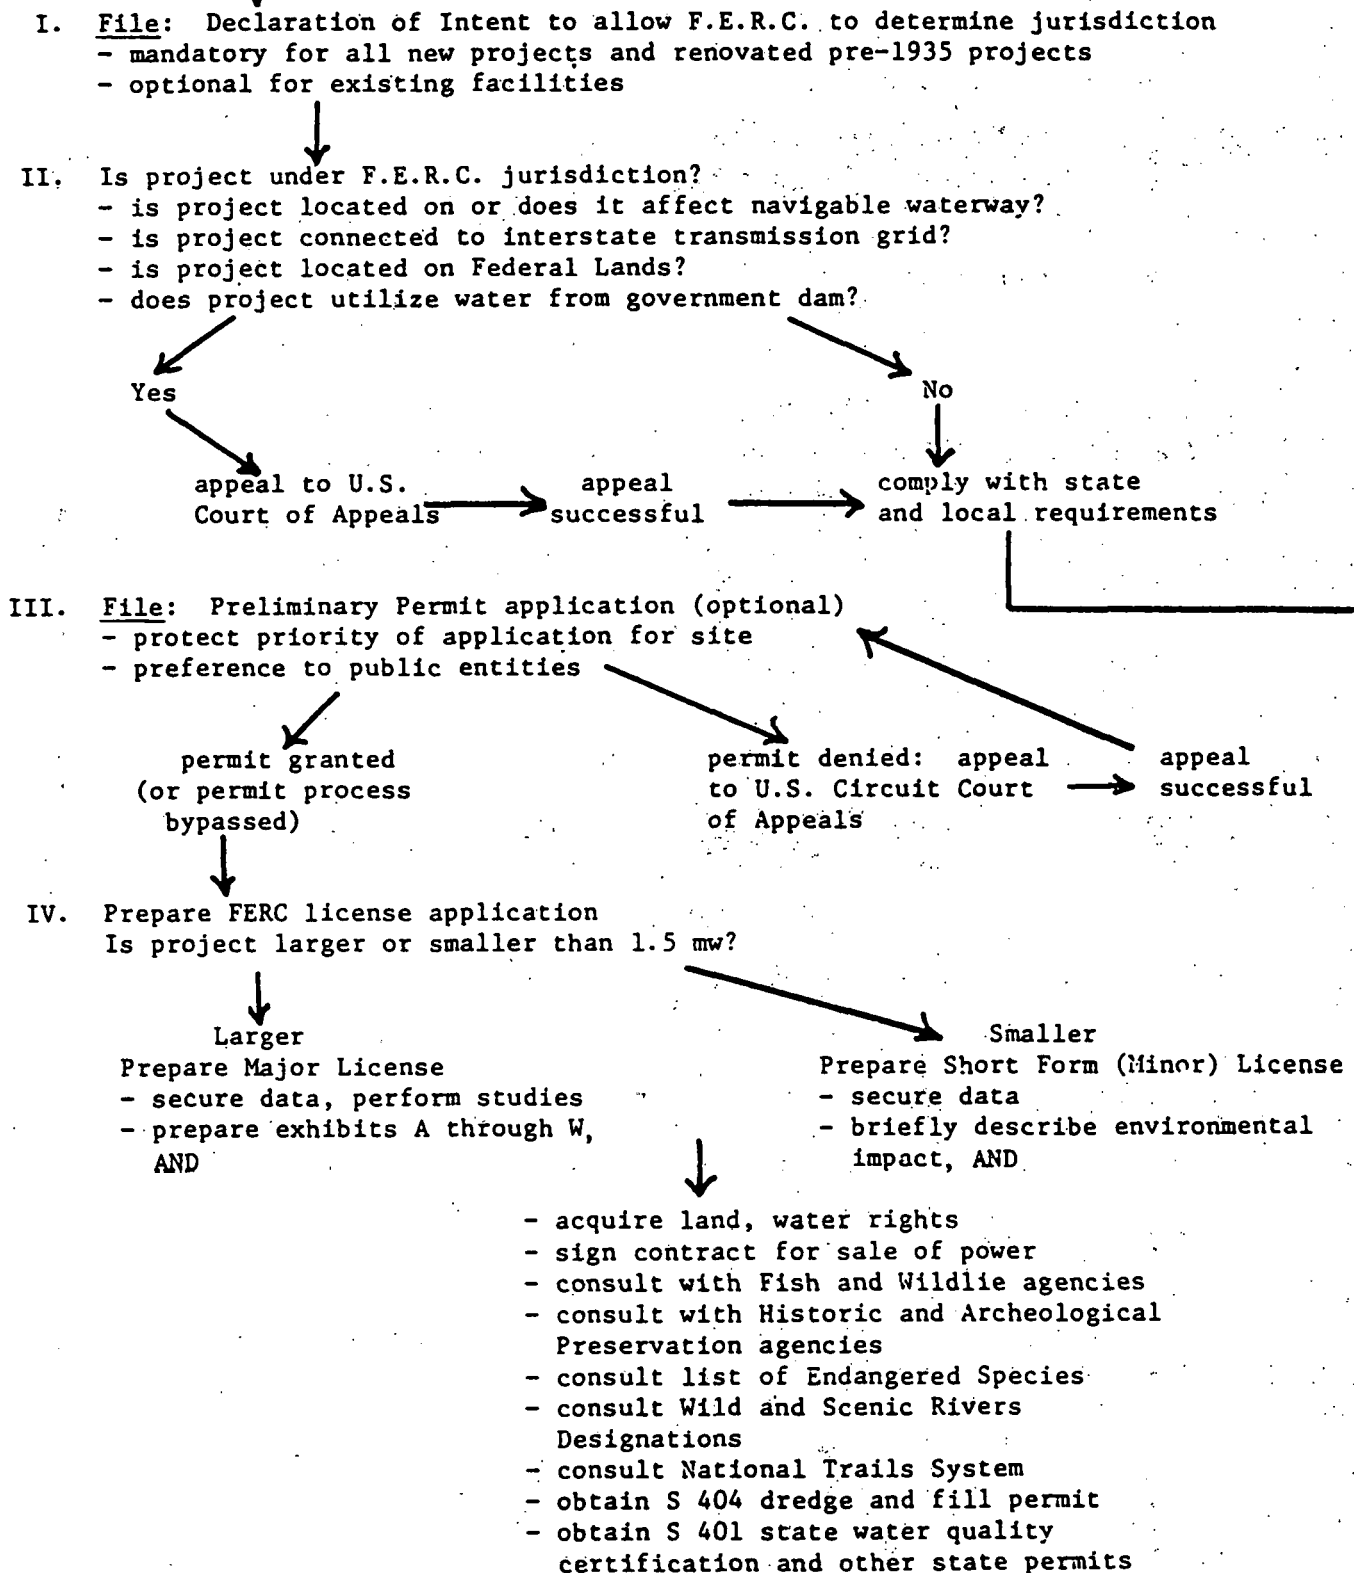 I. File: Declaration of Intent to allow F.E.R.C. to determine jurisdiction
- mandatory for all new projects and renovated pre-1935 projects
- optional for existing facilities
II. Is project under F.E.R.C. jurisdiction?
- is project located on or does it affect navigable waterway?
- is project connected to interstate transmission grid?
- is project located on Federal Lands?
- does project utilize water from government dam?
Yes
No
appeal to U.S.
Court of Appeals
appeal
successful
comply with state
and local requirements
III. File: Preliminary Permit application (optional)
- protect priority of application for site
- preference to public entities
permit granted
(or permit process
bypassed)
permit denied: appeal
to U.S. Circuit Court
of Appeals
appeal
successful
IV. Prepare FERC license application
Is project larger or smaller than 1.5 mw?
Larger
Prepare Major License
- secure data, perform studies
- prepare exhibits A through W,
AND
Smaller
Prepare Short Form (Minor) License
- secure data
- briefly describe environmental
impact, AND
- acquire land, water rights
- sign contract for sale of power
- consult with Fish and Wildlie agencies
- consult with Historic and Archeological
Preservation agencies
- consult list of Endangered Species
- consult Wild and Scenic Rivers
Designations
- consult National Trails System
- obtain S 404 dredge and fill permit
- obtain S 401 state water quality
certification and other state permits